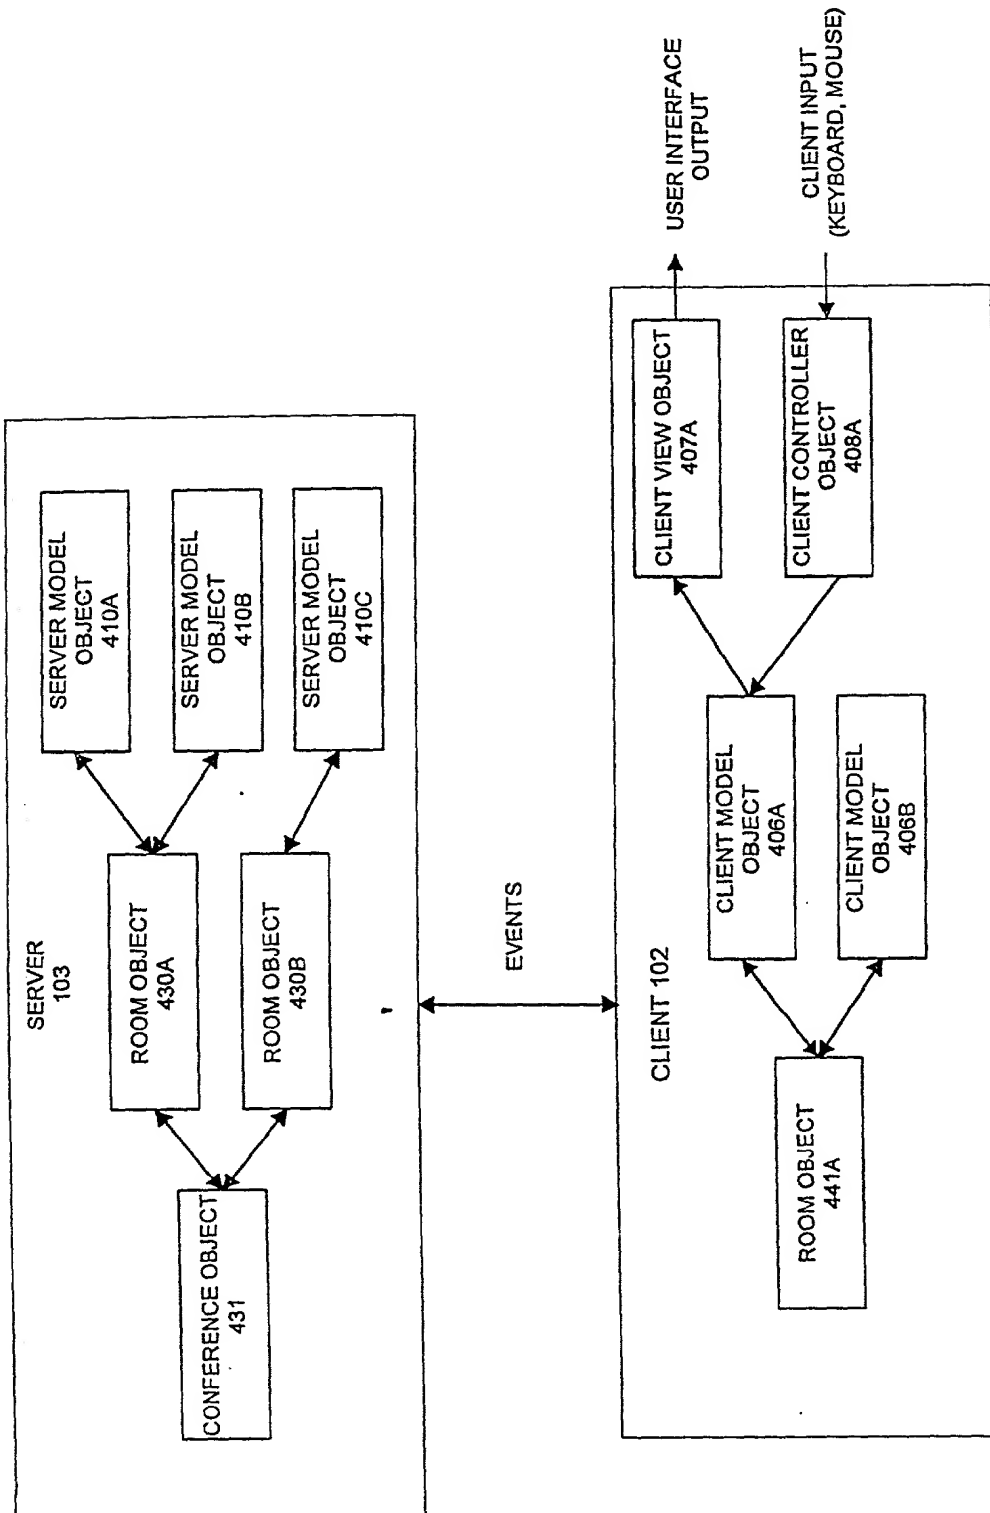 SERVER
103
CONFERENCE OBJECT
431
ROOM OBJECT
430A
ROOM OBJECT
430B
SERVER MODEL
OBJECT
410A
SERVER MODEL
OBJECT
410B
SERVER MODEL
OBJECT
410C
EVENTS
CLIENT 102
ROOM OBJECT
441A
CLIENT MODEL
OBJECT
406A
CLIENT MODEL
OBJECT
406B
CLIENT VIEW OBJECT
407A
CLIENT CONTROLLER
OBJECT
408A
USER INTERFACE
OUTPUT
CLIENT INPUT
(KEYBOARD, MOUSE)